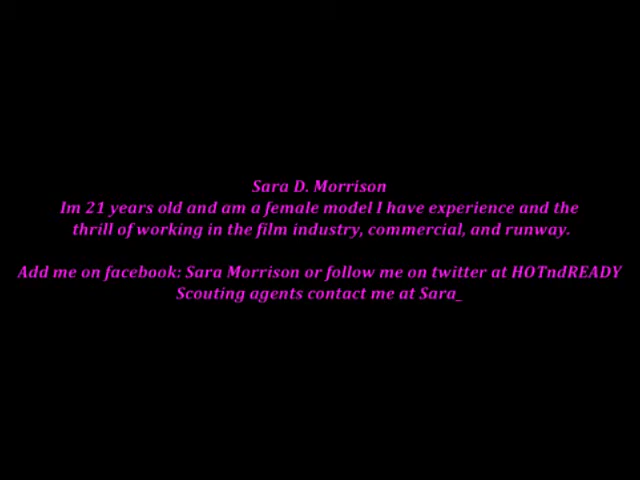 Sara D. Morrison
Im 21 years old and am a female model I have experience and the
thrill of working in the film industry, commercial, and runway.
Add me on facebook: Sara Morrison or follow me on twitter at HOTndREADY
Scouting agents contact me at Sara_